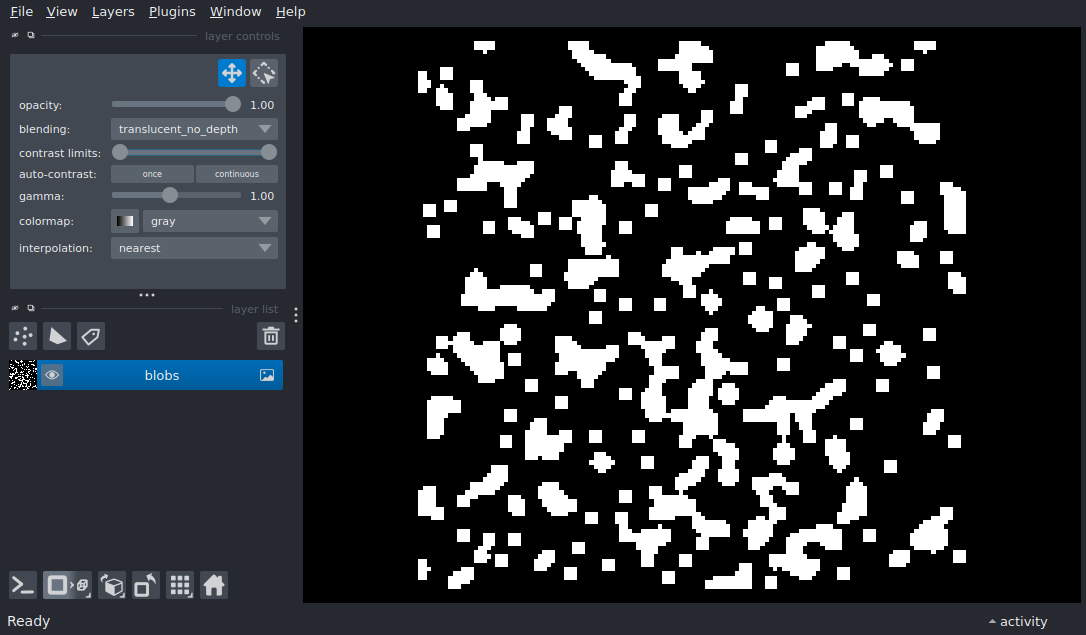 File View Layers Plugins Window Help
layer controls
opacity: 1.00
blending: translucent_no_depth
contrast limits:
auto-contrast: once continuous
gamma: 1.00
colormap: gray
interpolation: nearest
layer list
blobs
Ready activity